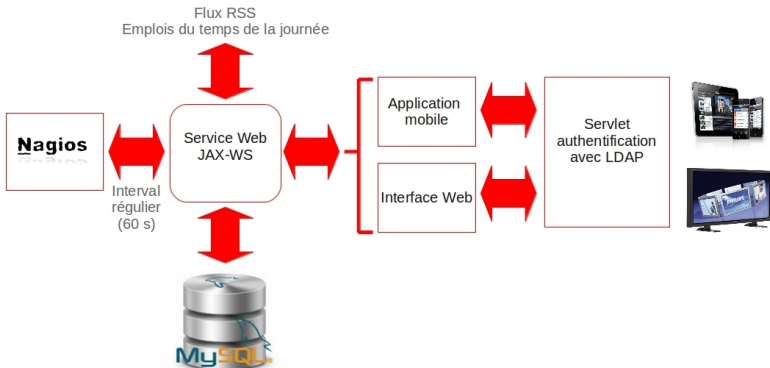 Flux RSS
Emplois du temps de la journée
Nagios
Service Web
JAX-WS
Interval
régulier
(60 s)
Application
mobile
Interface Web
Servlet
authentification
avec LDAP
MySQL